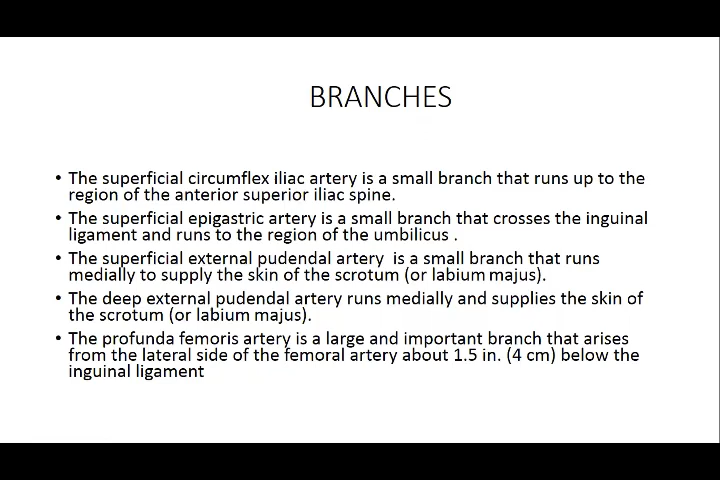 BRANCHES
• The superficial circumflex iliac artery is a small branch that runs up to the
region of the anterior superior iliac spine.
• The superficial epigastric artery is a small branch that crosses the inguinal
ligament and runs to the region of the umbilicus .
• The superficial external pudendal artery  is a small branch that runs
medially to supply the skin of the scrotum (or labium majus).
• The deep external pudendal artery runs medially and supplies the skin of
the scrotum (or labium majus).
• The profunda femoris artery is a large and important branch that arises
from the lateral side of the femoral artery about 1.5 in. (4 cm) below the
inguinal ligament